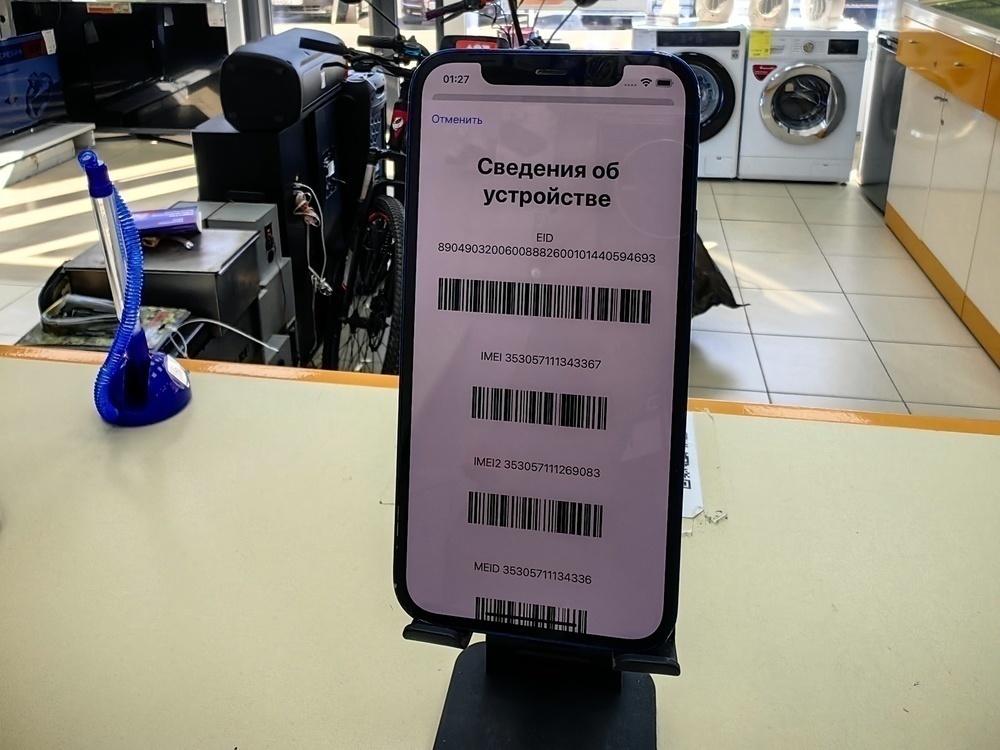 01:27
Отменить
Сведения об
устройстве
EID
89049032006008882600101440594693
IMEI 353057111343367
IMEI2 353057111269083
MEID 35305711134336